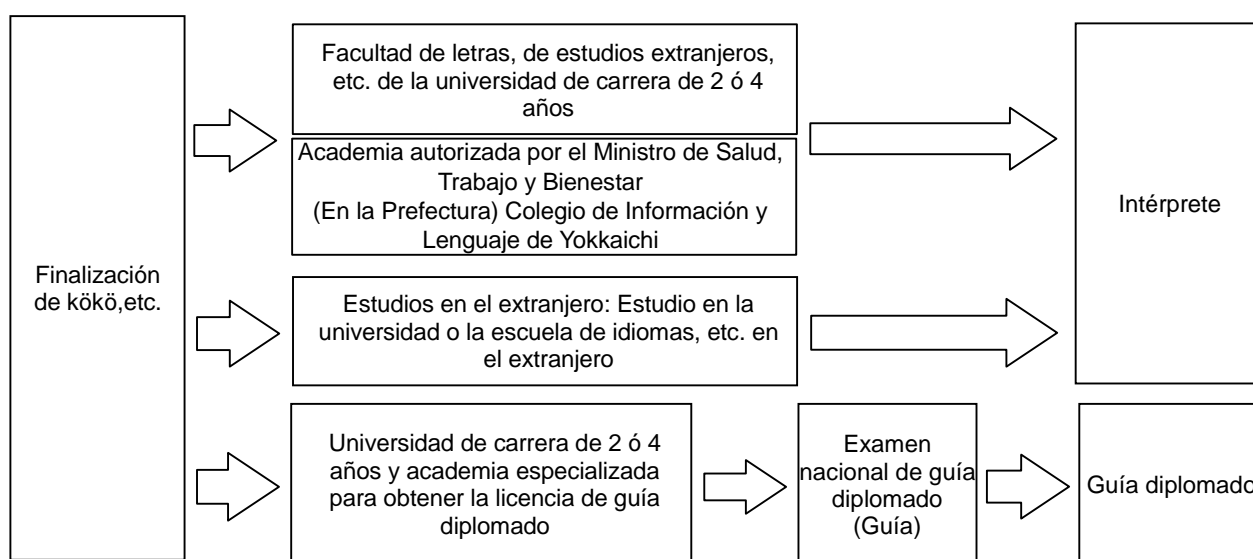 Finalización
de kökö,etc.
Facultad de letras, de estudios extranjeros,
etc. de la universidad de carrera de 2 ó 4
años
Academia autorizada por el Ministro de Salud,
Trabajo y Bienestar
(En la Prefectura) Colegio de Información y
Lenguaje de Yokkaichi
Estudios en el extranjero: Estudio en la
universidad o la escuela de idiomas, etc. en
el extranjero
Intérprete
Universidad de carrera de 2 ó 4
años y academia especializada
para obtener la licencia de guía
diplomado
Examen
nacional de guía
diplomado
(Guía)
Guía diplomado